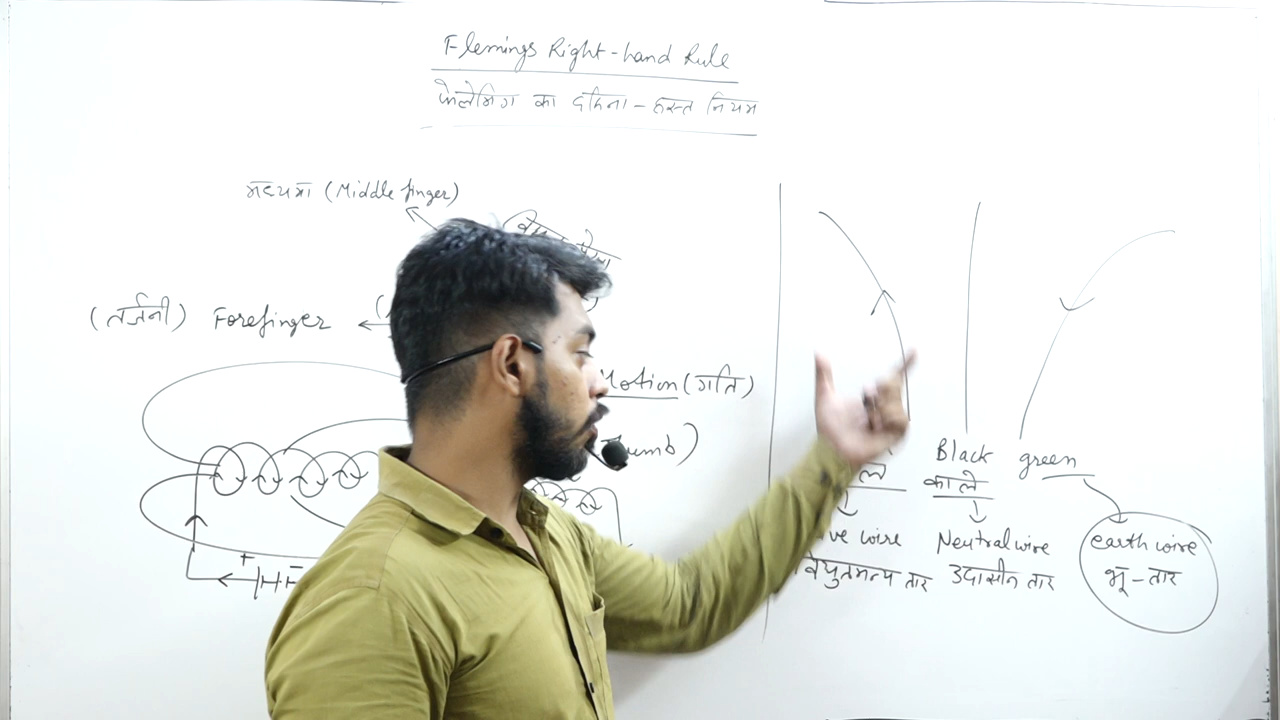 Flemings Right-hand Rule
फ्लेमिंग का दहिना-हस्त नियम
मध्यमा (Middle finger)
(तर्जनी) Forefinger
Motion (गति)
Black
काले
green
wire
Neutral wire
उदासीन तार
earth wire
भू-तार
तार
+
-